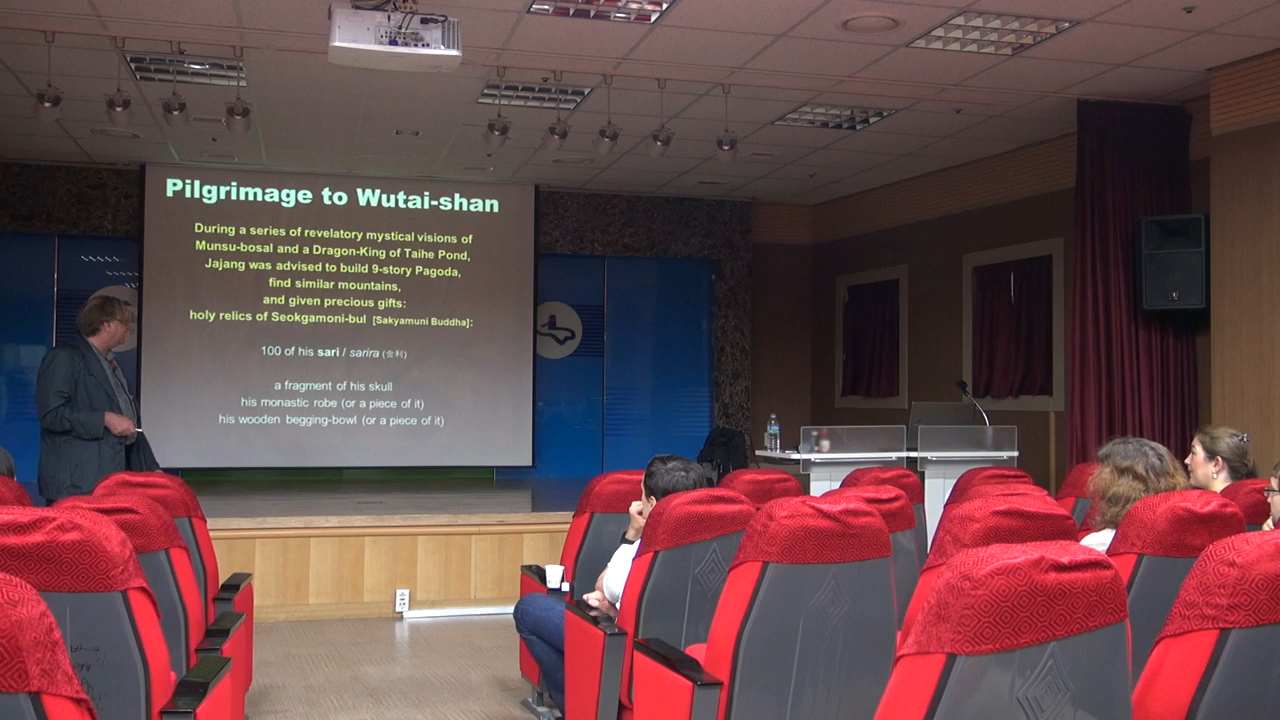 Pilgrimage to Wutai-shan
During a series of revelatory mystical visions of
Munsu-bosal and a Dragon-King of Taihe Pond,
Jajang was advised to build 9-story Pagoda,
find similar mountains,
and given precious gifts:
holy relics of Seokgamoni-bul [Sakyamuni Buddha]:
100 of his sari / sarira (舍利)
a fragment of his skull
his monastic robe (or a piece of it)
his wooden begging-bowl (or a piece of it)